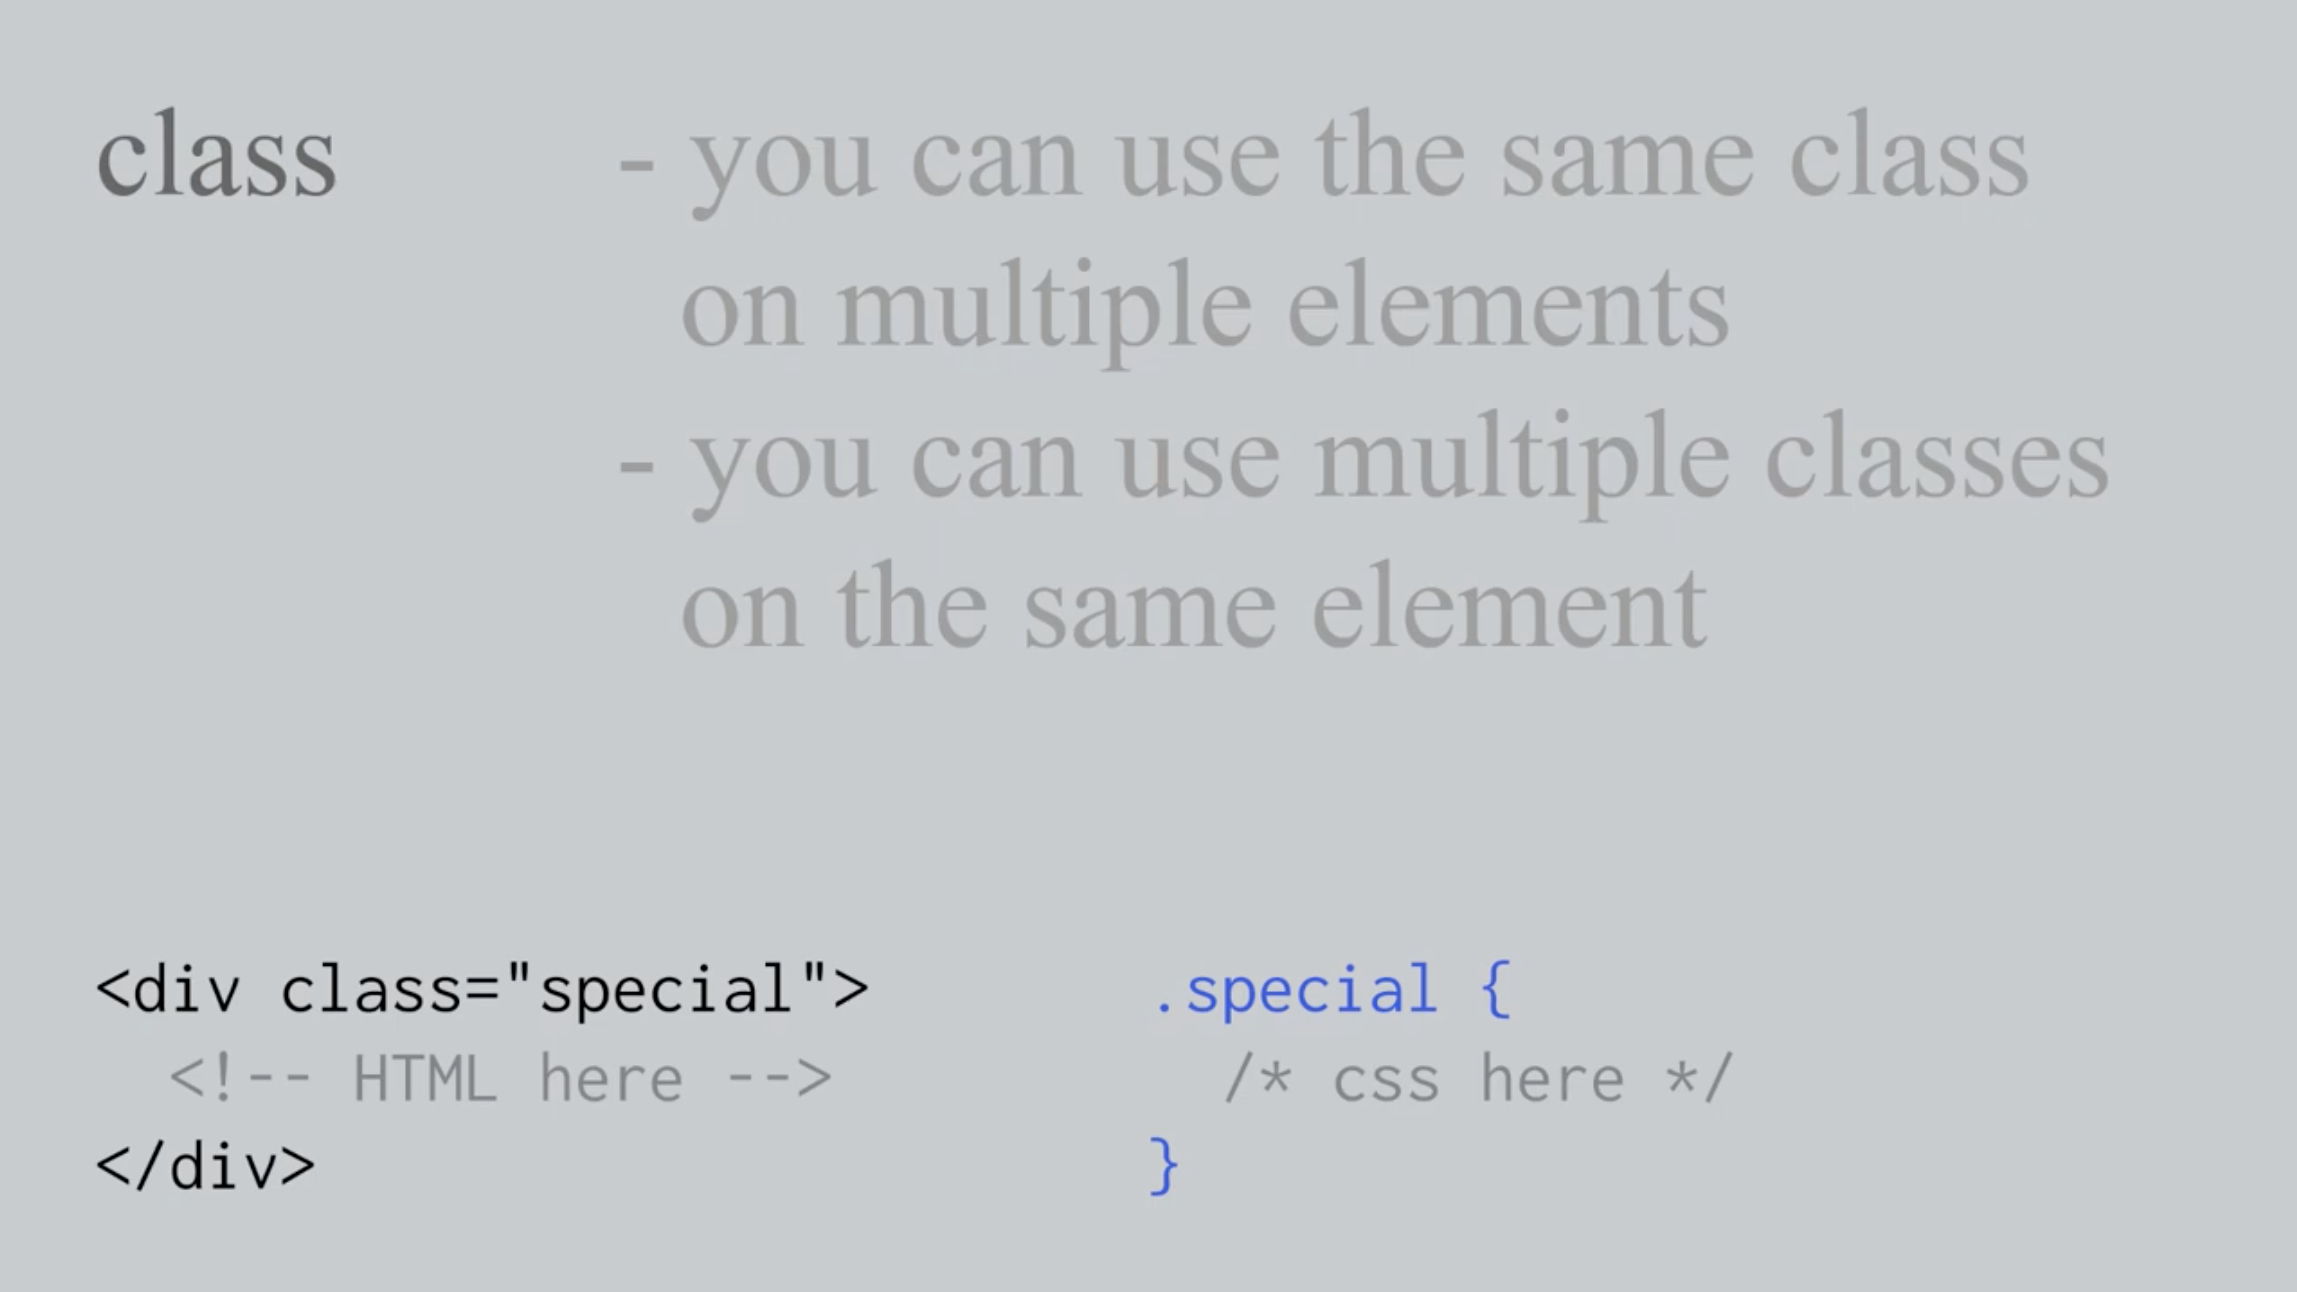 class - you can use the same class
on multiple elements
- you can use multiple classes
on the same element
<div class="special">
<!-- HTML here -->
</div>
.special {
/* css here */
}